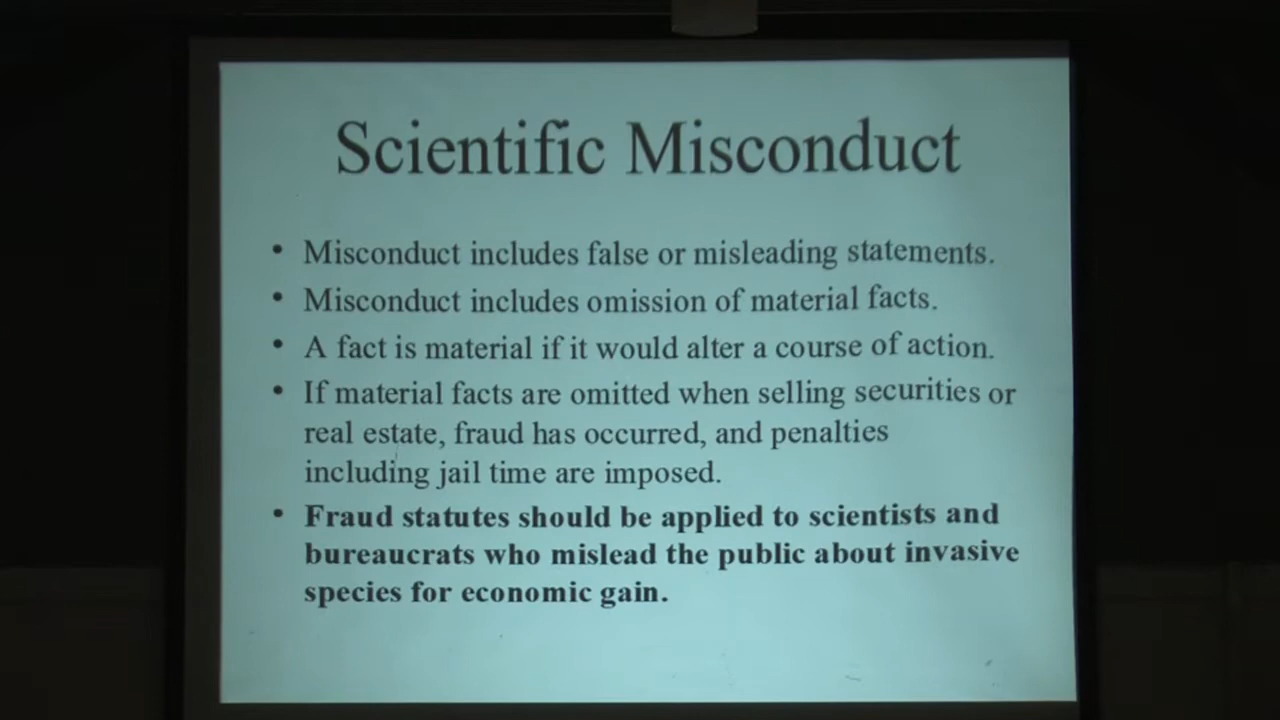 Scientific Misconduct
• Misconduct includes false or misleading statements.
• Misconduct includes omission of material facts.
• A fact is material if it would alter a course of action.
• If material facts are omitted when selling securities or
real estate, fraud has occurred, and penalties
including jail time are imposed.
• Fraud statutes should be applied to scientists and
bureaucrats who mislead the public about invasive
species for economic gain.